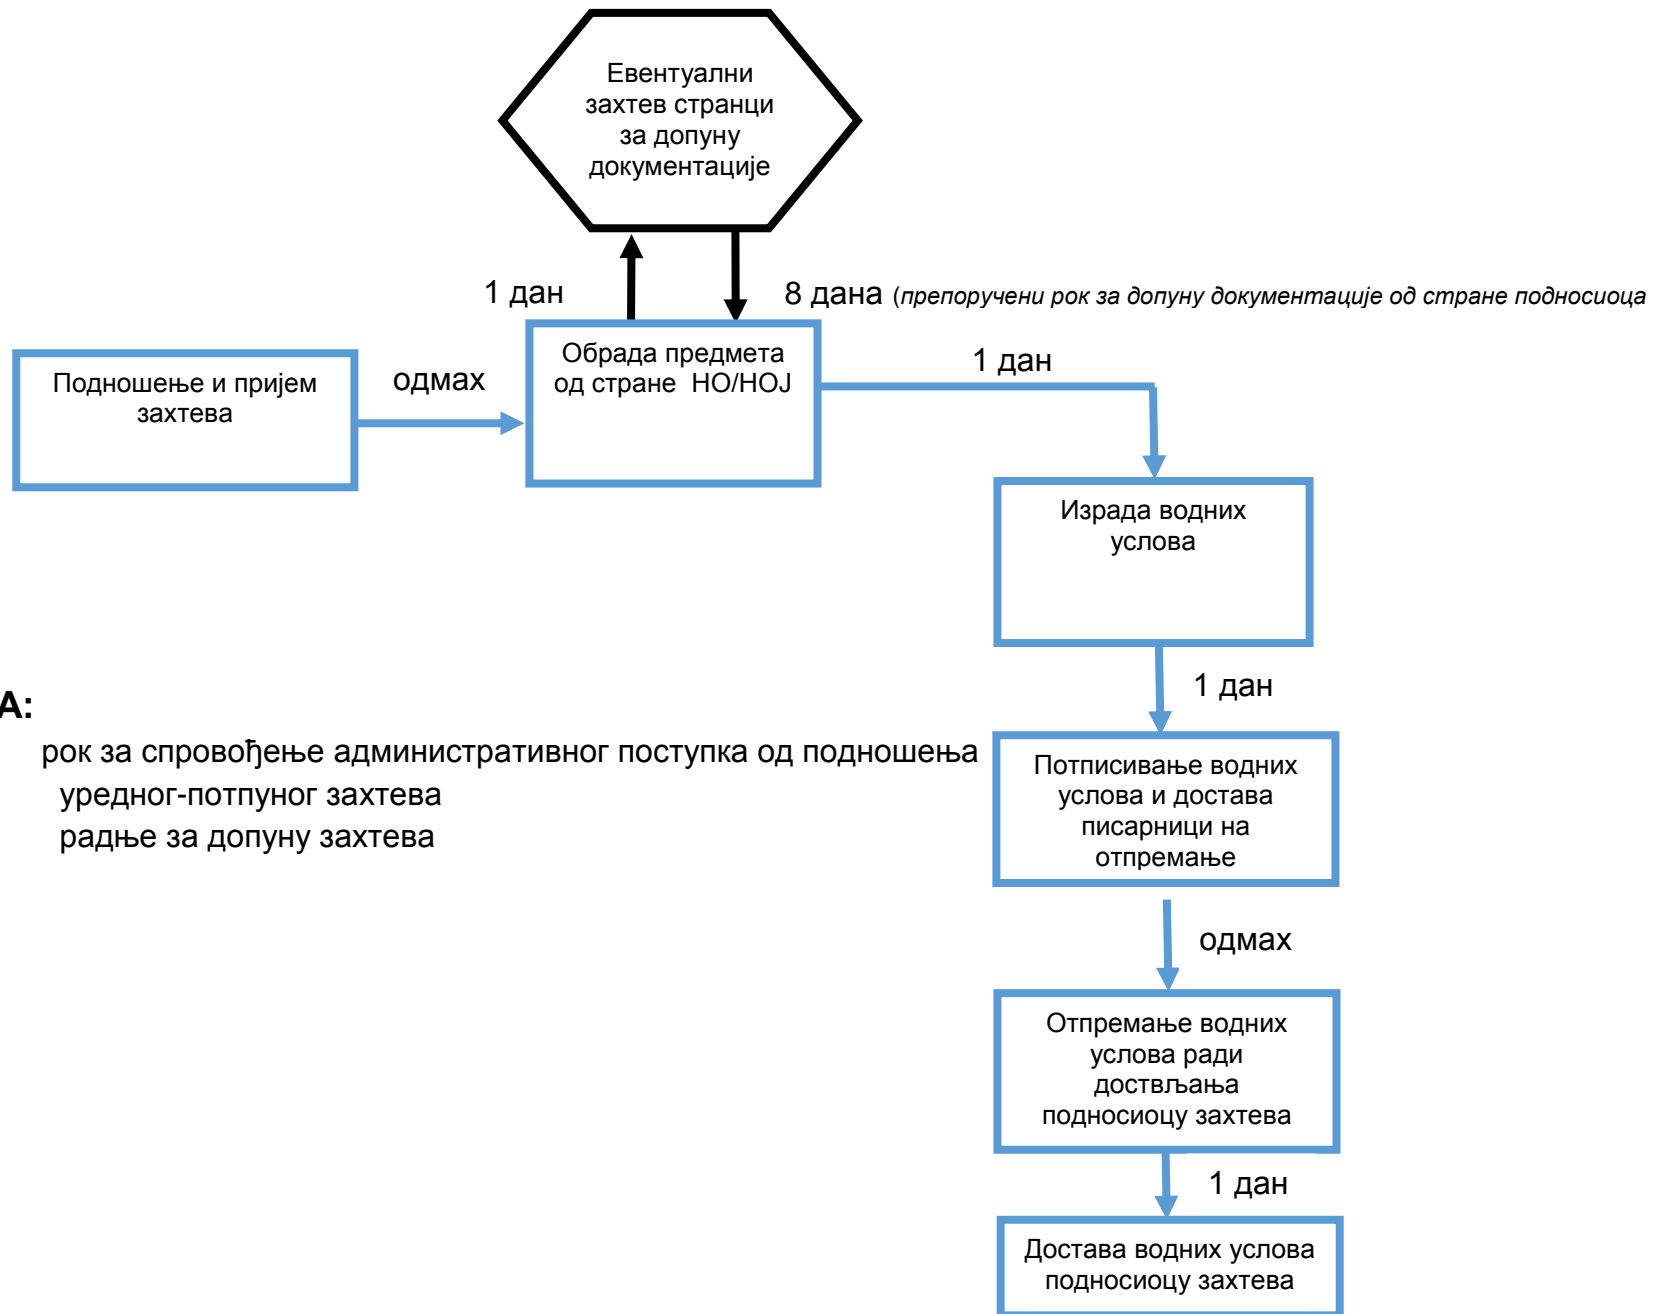 Евентуални
захтев странци
за допуну
документације
1 дан
8 дана (препоручени рок за допуну документације од стране подносиоца
Подношење и пријем
захтева
одмах
Обрада предмета
од стране НО/НОЈ
1 дан
Израда водних
услова
1 дан
А:
рок за спровођење административног поступка од подношења
уредног-потпуног захтева
радње за допуну захтева
Потписивање водних
услова и достава
писарници на
отпремање
одмах
Отпремање водних
услова ради
доствљања
подносиоцу захтева
1 дан
Достава водних услова
подносиоцу захтева